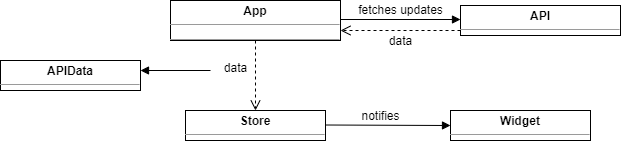 App
fetches updates
API
data
APIData
data
Store
notifies
Widget